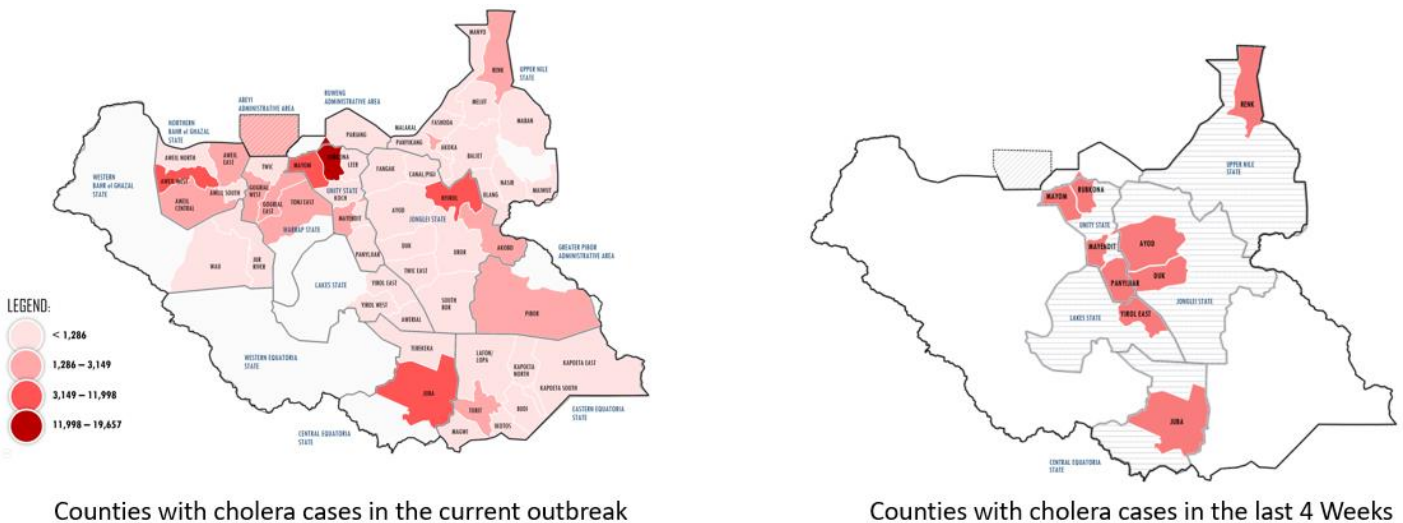 MANYO
RENK
UPPER NILE
STATE
MELUT
MABAN
ABYEI
ADMINISTRATIVE AREA
RUWENG
ADMINISTRATIVE AREA
NORTHERN
BAHR el GHAZAL
STATE
PARIANG
MALAKAL
FASHODA
PANYIKANG
AKOKA
BALIET
AWEIL NORTH
AWEIL
EAST
TWIC
MAYOM
LEER
FANGAK
CANAL/PIGI
NASIR
MAIWUT
ULANG
NYIROL
WESTERN
BAHR el GHAZAL
STATE
AWEIL WEST
AWEIL SOUTH
AWEIL
CENTRAL
GOGRIAL
WEST
GOGRIAL
EAST
TONJ EAST
WARRAP STATE
UNITY STATE
KOCH
MAYENDIT
AYOD
JONGLEI STATE
DUK
URUR
AKOBO
GREATER PIBOR
ADMINISTRATIVE AREA
WAU
JUR
RIVER
PANYIJIAR
TWIC EAST
LAKES STATE
YIROL EAST
YIROL WEST
AWERIAL
SOUTH
BOR
PIBOR
LEGEND:
< 1,286
1,286 – 3,149
3,149 – 11,998
11,998 – 19,657
WESTERN EQUATORIA
STATE
TEREKEKA
LAFON/
LOPA
KAPOETA
NORTH
KAPOETA EAST
KAPOETA SOUTH
JUBA
TORIT
BUDI
IKOTOS
MAGWI
EASTERN EQUATORIA
STATE
CENTRAL EQUATORIA
STATE
Counties with cholera cases in the current outbreak
RENK
UPPER NILE
STATE
MAYOM
RUBKONA
UNITY STATE
MAYENDIT
AYOD
PANYIJIAR
DUK
JONGLEI STATE
LAKES STATE
YIROL EAST
JUBA
CENTRAL EQUATORIA
STATE
Counties with cholera cases in the last 4 Weeks